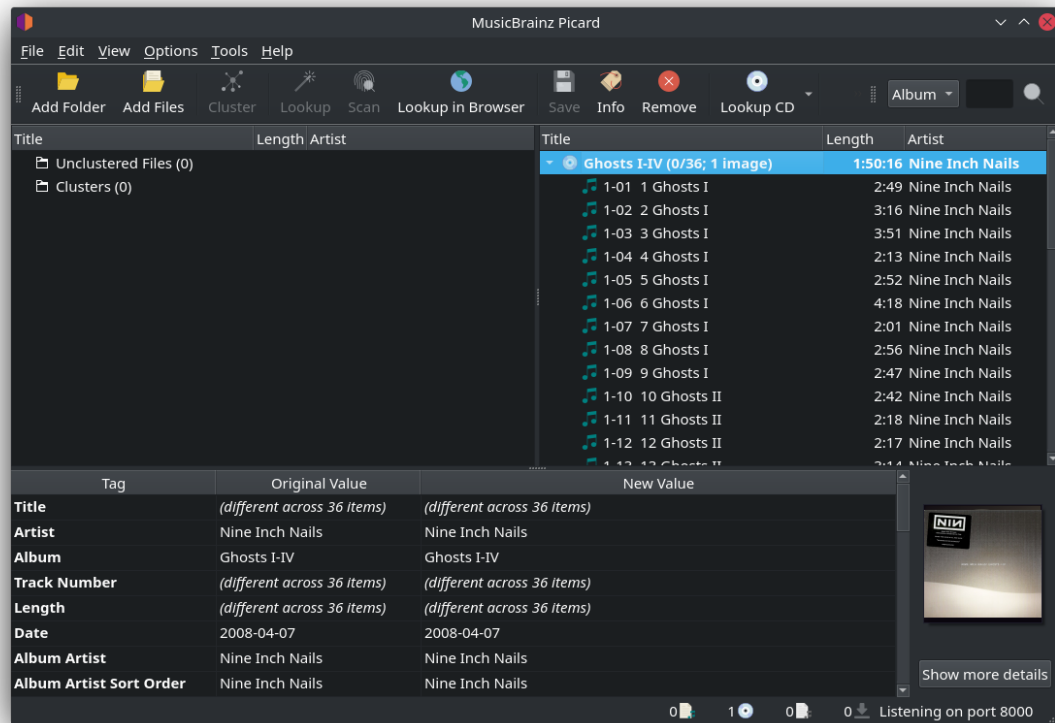 MusicBrainz Picard
File Edit View Options Tools Help
Add Folder Add Files Cluster Lookup Scan Lookup in Browser Save Info Remove Lookup CD Album
Title Length Artist
Unclustered Files (0)
Clusters (0)
Title Length Artist
Ghosts I-IV (0/36; 1 image) 1:50:16 Nine Inch Nails
1-01 1 Ghosts I 2:49 Nine Inch Nails
1-02 2 Ghosts I 3:16 Nine Inch Nails
1-03 3 Ghosts I 3:51 Nine Inch Nails
1-04 4 Ghosts I 2:13 Nine Inch Nails
1-05 5 Ghosts I 2:52 Nine Inch Nails
1-06 6 Ghosts I 4:18 Nine Inch Nails
1-07 7 Ghosts I 2:01 Nine Inch Nails
1-08 8 Ghosts I 2:56 Nine Inch Nails
1-09 9 Ghosts I 2:47 Nine Inch Nails
1-10 10 Ghosts II 2:42 Nine Inch Nails
1-11 11 Ghosts II 2:18 Nine Inch Nails
1-12 12 Ghosts II 2:17 Nine Inch Nails
1-13 13 Ghosts II 3:14 Nine Inch Nails
Tag Original Value New Value
Title (different across 36 items) (different across 36 items)
Artist Nine Inch Nails Nine Inch Nails
Album Ghosts I-IV Ghosts I-IV
Track Number (different across 36 items) (different across 36 items)
Length (different across 36 items) (different across 36 items)
Date 2008-04-07 2008-04-07
Album Artist Nine Inch Nails Nine Inch Nails
Album Artist Sort Order Nine Inch Nails Nine Inch Nails
NIN
Show more details
0 1 0 0 Listening on port 8000